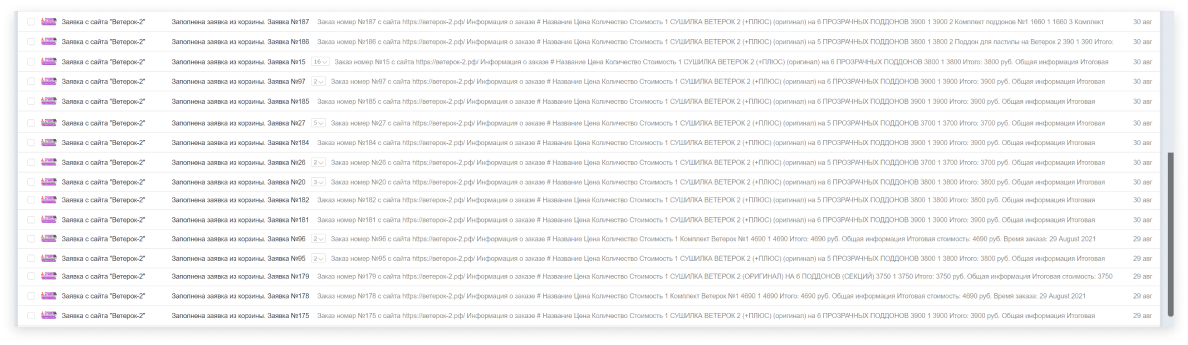 Заявка с сайта "Ветерок-2" Заполнена заявка из корзины. Заявка №187 Заказ номер №187 с сайта https://ветерок-2.рф/ Информация о заказе # Название Цена Количество Стоимость 1 СУШИЛКА ВЕТЕРОК 2 (+ПЛЮС) (оригинал) на 6 ПРОЗРАЧНЫХ ПОДДОНОВ 3900 1 3900 2 Комплект поддонов №1 1660 1 1660 3 Комплект 30 авг
Заявка с сайта "Ветерок-2" Заполнена заявка из корзины. Заявка №186 Заказ номер №186 с сайта https://ветерок-2.рф/ Информация о заказе # Название Цена Количество Стоимость 1 СУШИЛКА ВЕТЕРОК 2 (+ПЛЮС) (оригинал) на 5 ПРОЗРАЧНЫХ ПОДДОНОВ 3800 1 3800 2 Поддон для пастилы на Ветерок 2 390 1 390 Итого: 30 авг
Заявка с сайта "Ветерок-2" Заполнена заявка из корзины. Заявка №15 16 Заказ номер №15 с сайта https://ветерок-2.рф/ Информация о заказе # Название Цена Количество Стоимость 1 СУШИЛКА ВЕТЕРОК 2 (+ПЛЮС) (оригинал) на 6 ПРОЗРАЧНЫХ ПОДДОНОВ 3800 1 3800 Итого: 3800 руб. Общая информация Итоговая 30 авг
Заявка с сайта "Ветерок-2" Заполнена заявка из корзины. Заявка №97 2 Заказ номер №97 с сайта https://ветерок-2.рф/ Информация о заказе # Название Цена Количество Стоимость 1 СУШИЛКА ВЕТЕРОК 2 (+ПЛЮС) (оригинал) на 6 ПРОЗРАЧНЫХ ПОДДОНОВ 3900 1 3900 Итого: 3900 руб. Общая информация Итоговая 30 авг
Заявка с сайта "Ветерок-2" Заполнена заявка из корзины. Заявка №185 Заказ номер №185 с сайта https://ветерок-2.рф/ Информация о заказе # Название Цена Количество Стоимость 1 СУШИЛКА ВЕТЕРОК 2 (+ПЛЮС) (оригинал) на 6 ПРОЗРАЧНЫХ ПОДДОНОВ 3900 1 3900 Итого: 3900 руб. Общая информация Итоговая 30 авг
Заявка с сайта "Ветерок-2" Заполнена заявка из корзины. Заявка №27 5 Заказ номер №27 с сайта https://ветерок-2.рф/ Информация о заказе # Название Цена Количество Стоимость 1 СУШИЛКА ВЕТЕРОК 2 (+ПЛЮС) (оригинал) на 5 ПРОЗРАЧНЫХ ПОДДОНОВ 3700 1 3700 Итого: 3700 руб. Общая информация Итоговая 30 авг
Заявка с сайта "Ветерок-2" Заполнена заявка из корзины. Заявка №184 Заказ номер №184 с сайта https://ветерок-2.рф/ Информация о заказе # Название Цена Количество Стоимость 1 СУШИЛКА ВЕТЕРОК 2 (+ПЛЮС) (оригинал) на 6 ПРОЗРАЧНЫХ ПОДДОНОВ 3900 1 3900 Итого: 3900 руб. Общая информация Итоговая 30 авг
Заявка с сайта "Ветерок-2" Заполнена заявка из корзины. Заявка №26 2 Заказ номер №26 с сайта https://ветерок-2.рф/ Информация о заказе # Название Цена Количество Стоимость 1 СУШИЛКА ВЕТЕРОК 2 (+ПЛЮС) (оригинал) на 5 ПРОЗРАЧНЫХ ПОДДОНОВ 3700 1 3700 Итого: 3700 руб. Общая информация Итоговая 30 авг
Заявка с сайта "Ветерок-2" Заполнена заявка из корзины. Заявка №20 3 Заказ номер №20 с сайта https://ветерок-2.рф/ Информация о заказе # Название Цена Количество Стоимость 1 СУШИЛКА ВЕТЕРОК 2 (+ПЛЮС) (оригинал) на 6 ПРОЗРАЧНЫХ ПОДДОНОВ 3800 1 3800 Итого: 3800 руб. Общая информация Итоговая 30 авг
Заявка с сайта "Ветерок-2" Заполнена заявка из корзины. Заявка №182 Заказ номер №182 с сайта https://ветерок-2.рф/ Информация о заказе # Название Цена Количество Стоимость 1 СУШИЛКА ВЕТЕРОК 2 (+ПЛЮС) (оригинал) на 5 ПРОЗРАЧНЫХ ПОДДОНОВ 3800 1 3800 Итого: 3800 руб. Общая информация Итоговая 29 авг
Заявка с сайта "Ветерок-2" Заполнена заявка из корзины. Заявка №181 Заказ номер №181 с сайта https://ветерок-2.рф/ Информация о заказе # Название Цена Количество Стоимость 1 СУШИЛКА ВЕТЕРОК 2 (+ПЛЮС) (оригинал) на 6 ПРОЗРАЧНЫХ ПОДДОНОВ 3900 1 3900 Итого: 3900 руб. Общая информация Итоговая 29 авг
Заявка с сайта "Ветерок-2" Заполнена заявка из корзины. Заявка №96 2 Заказ номер №96 с сайта https://ветерок-2.рф/ Информация о заказе # Название Цена Количество Стоимость 1 Комплект Ветерок №1 4690 1 4690 Итого: 4690 руб. Общая информация Итоговая стоимость: 4690 руб. Время заказа: 29 August 2021 29 авг
Заявка с сайта "Ветерок-2" Заполнена заявка из корзины. Заявка №95 2 Заказ номер №95 с сайта https://ветерок-2.рф/ Информация о заказе # Название Цена Количество Стоимость 1 СУШИЛКА ВЕТЕРОК 2 (+ПЛЮС) (оригинал) на 5 ПРОЗРАЧНЫХ ПОДДОНОВ 3800 1 3800 Итого: 3800 руб. Общая информация Итоговая 29 авг
Заявка с сайта "Ветерок-2" Заполнена заявка из корзины. Заявка №179 Заказ номер №179 с сайта https://ветерок-2.рф/ Информация о заказе # Название Цена Количество Стоимость 1 СУШИЛКА ВЕТЕРОК 2 (ОРИГИНАЛ) НА 6 ПОДДОНОВ (СЕКЦИЙ) 3750 1 3750 Итого: 3750 руб. Общая информация Итоговая стоимость: 3750 29 авг
Заявка с сайта "Ветерок-2" Заполнена заявка из корзины. Заявка №178 Заказ номер №178 с сайта https://ветерок-2.рф/ Информация о заказе # Название Цена Количество Стоимость 1 Комплект Ветерок №1 4690 1 4690 Итого: 4690 руб. Общая информация Итоговая стоимость: 4690 руб. Время заказа: 29 August 2021 29 авг
Заявка с сайта "Ветерок-2" Заполнена заявка из корзины. Заявка №175 Заказ номер №175 с сайта https://ветерок-2.рф/ Информация о заказе # Название Цена Количество Стоимость 1 СУШИЛКА ВЕТЕРОК 2 (+ПЛЮС) (оригинал) на 6 ПРОЗРАЧНЫХ ПОДДОНОВ 3900 1 3900 Итого: 3900 руб. Общая информация Итоговая 29 авг